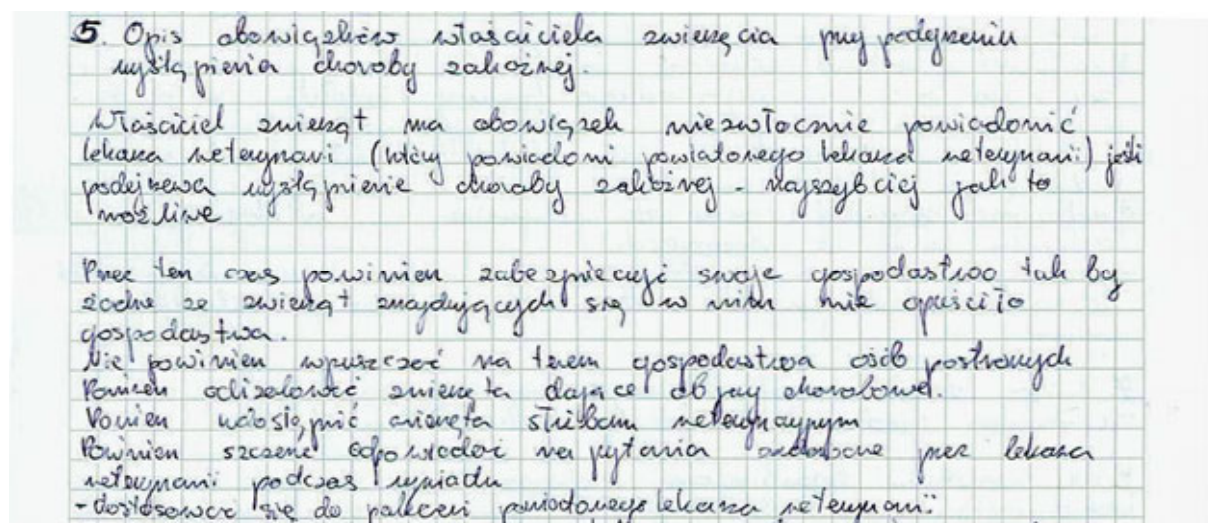 5. Opis obowiązków właściciela zwierzęcia przy podejrzeniu
wystąpienia choroby zakaźnej.
Właściciel zwierząt ma obowiązek niezwłocznie powiadomić
lekarza weterynarii (który powiadomi powiatowego lekarza weterynarii) jeśli
podejrzewa wystąpienie choroby zakaźnej - najszybciej jak to
możliwe
Przez ten czas powinien zabezpieczyć swoje gospodarstwo tak by
żadne ze zwierząt znajdujących się w nim nie opuściło
gospodarstwa.
Nie powinien wpuszczać na teren gospodarstwa osób postronnych
Powinien odizolować zwierzęta dające objawy chorobowe.
Powinien udostępnić zwierzęta służbom weterynaryjnym
Powinien szczerze odpowiadać na pytania zadane przez lekarza
weterynarii podczas wywiadu
- dostosować się do poleceń powiatowego lekarza weterynarii